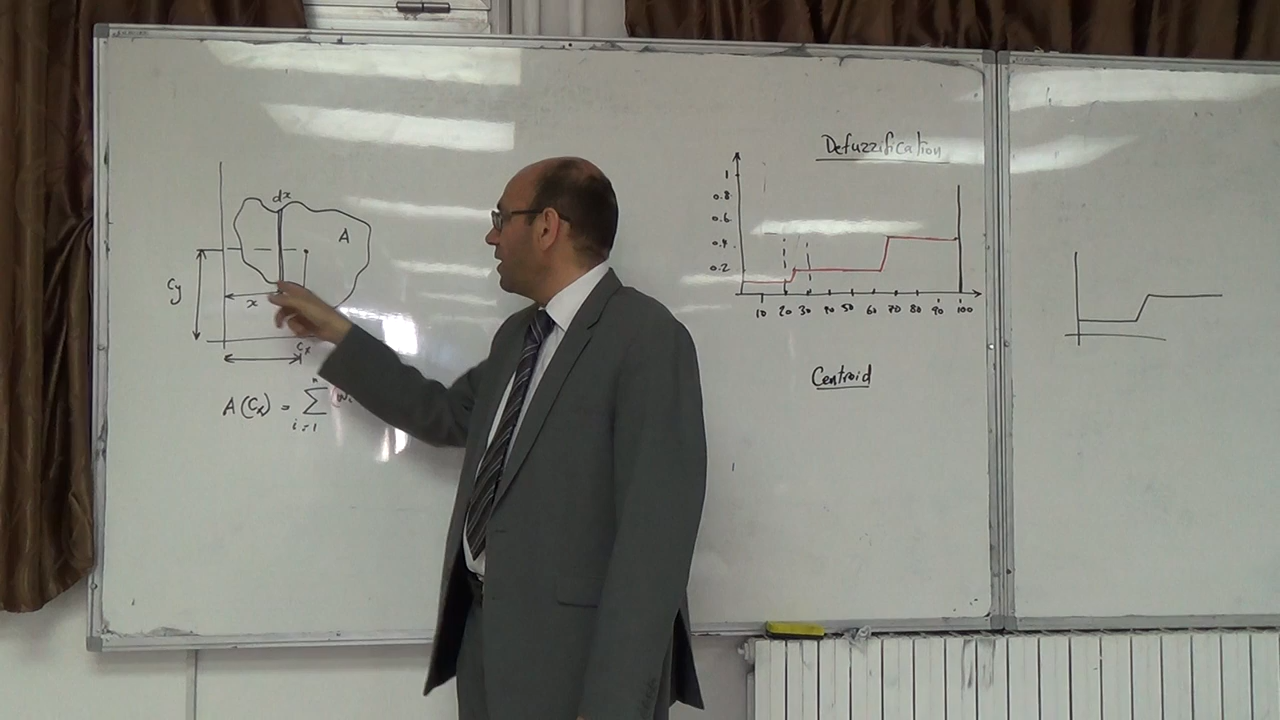 dx
A
Cy
x
Cx
A(Cx) = n∑i=1
Defuzzification
1
0.8
0.6
0.4
0.2
10 20 30 40 50 60 70 80 90 100
Centroid